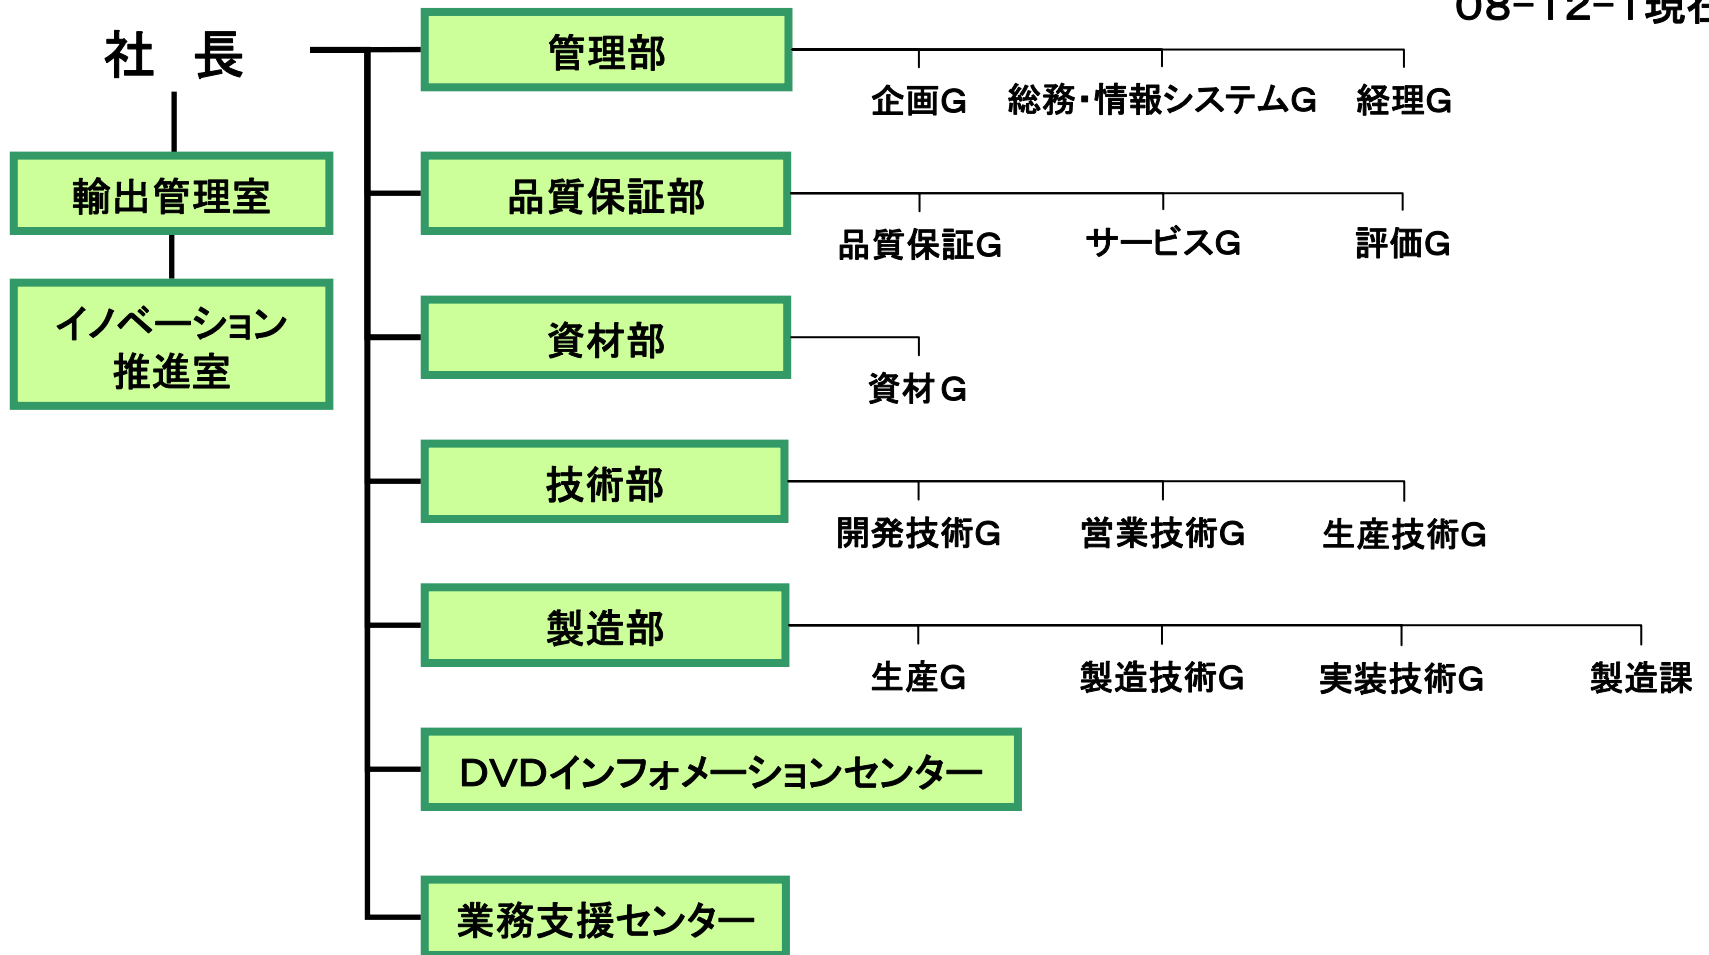 08-12-1現在
社 長
管理部
企画G 総務・情報システムG 経理G
輸出管理室
品質保証部
品質保証G サービスG 評価G
イノベーション
推進室
資材部
資材G
技術部
開発技術G 営業技術G 生産技術G
製造部
生産G 製造技術G 実装技術G 製造課
DVDインフォメーションセンター
業務支援センター